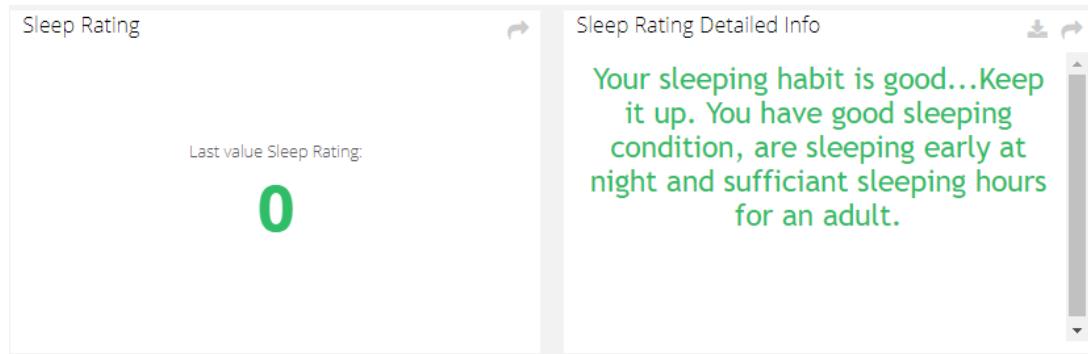 Sleep Rating
Last value Sleep Rating:
0
Sleep Rating Detailed Info
Your sleeping habit is good...Keep
it up. You have good sleeping
condition, are sleeping early at
night and sufficiant sleeping hours
for an adult.